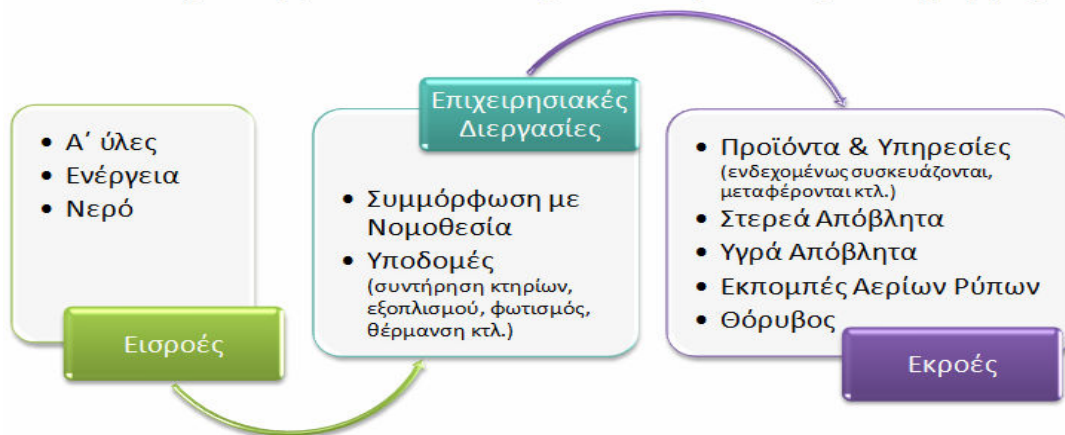 • Α΄ ύλες
• Ενέργεια
• Νερό
Εισροές
Επιχειρησιακές
Διεργασίες
• Συμμόρφωση με
Νομοθεσία
• Υποδομές
(συντήρηση κτηρίων,
εξοπλισμού, φωτισμός,
θέρμανση κτλ.)
• Προϊόντα & Υπηρεσίες
(ενδεχομένως συσκευάζονται,
μεταφέρονται κτλ.)
• Στερεά Απόβλητα
• Υγρά Απόβλητα
• Εκπομπές Αερίων Ρύπων
• Θόρυβος
Εκροές